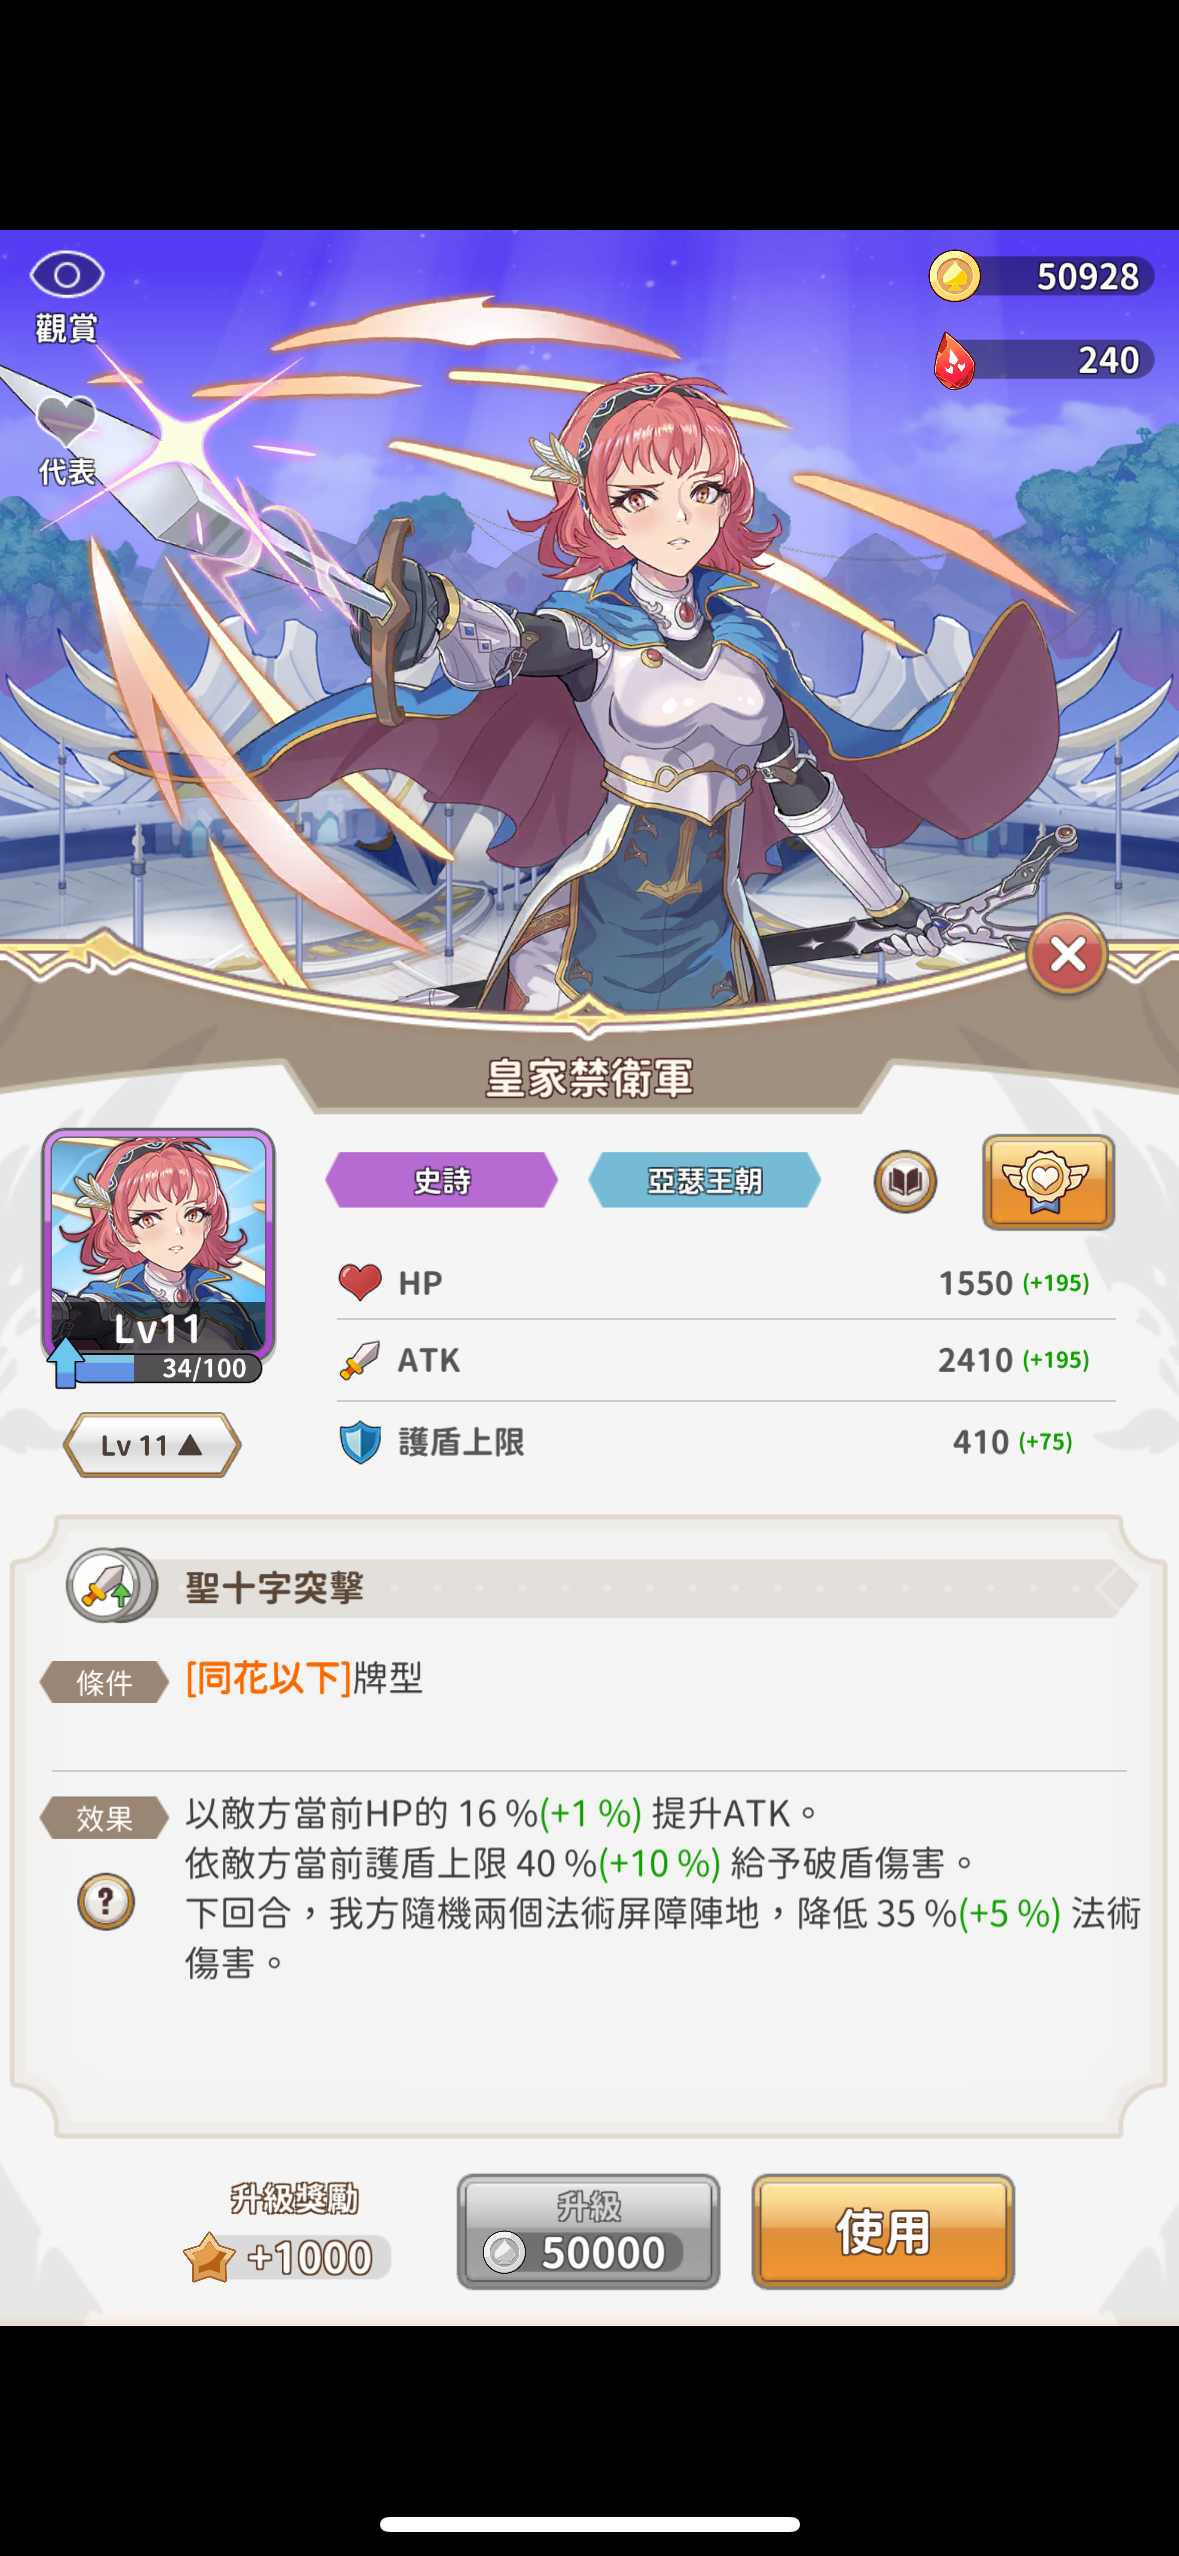 觀賞
50928
240
代表
皇家禁衛軍
史詩
亞瑟王朝
Lv11
34/100
Lv 11 ▲
HP
1550 (+195)
ATK
2410 (+195)
護盾上限
410 (+75)
聖十字突擊
條件
[同花以下]牌型
效果
以敵方當前HP的 16 %(+1 %) 提升ATK。
依敵方當前護盾上限 40 %(+10 %) 給予破盾傷害。
下回合，我方隨機兩個法術屏障陣地，降低 35 %(+5 %) 法術
傷害。
?
升級獎勵
+1000
升級
50000
使用